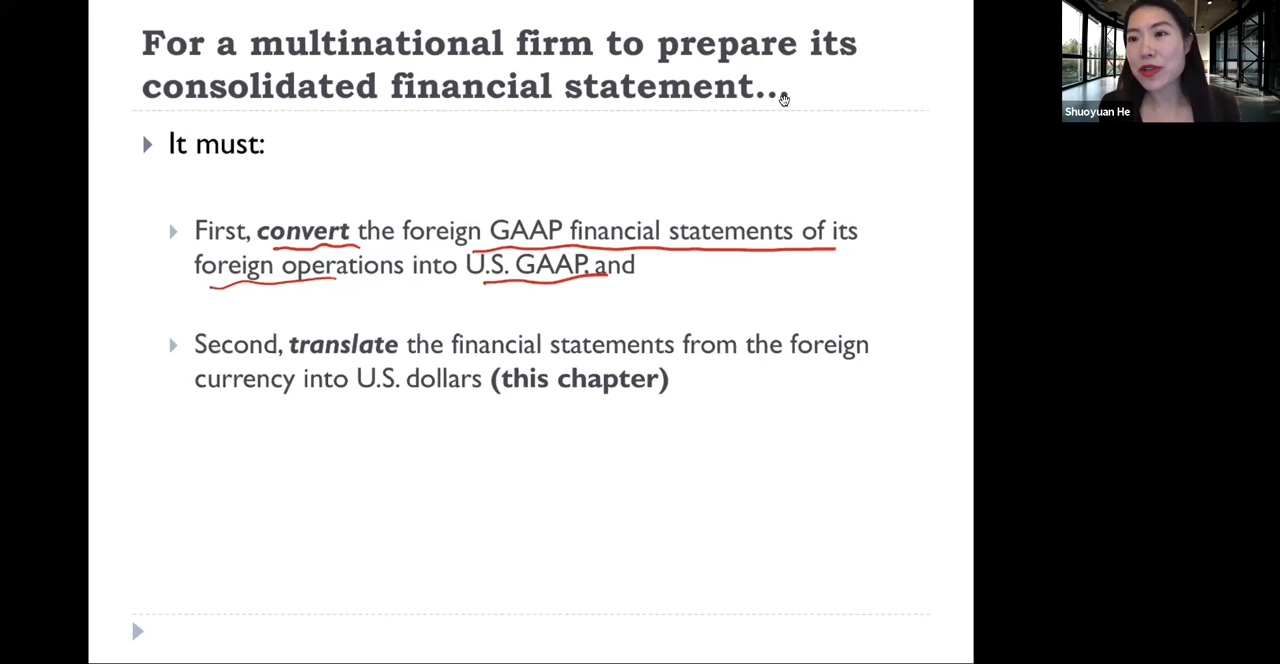 For a multinational firm to prepare its
consolidated financial statement...
It must:
First, convert the foreign GAAP financial statements of its
foreign operations into U.S. GAAP, and
Second, translate the financial statements from the foreign
currency into U.S. dollars (this chapter)
Shuoyuan He